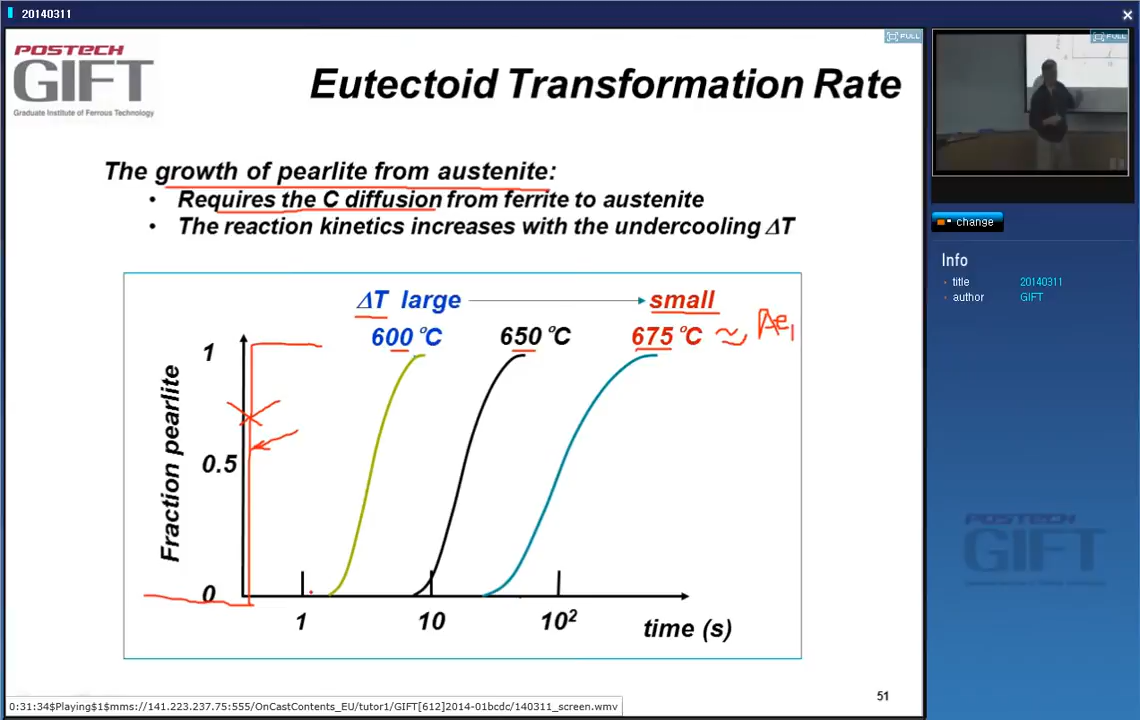 20140311
POSTECH
GIFT
Graduate Institute of Ferrous Technology
Eutectoid Transformation Rate
FULL
FULL
The growth of pearlite from austenite:
• Requires the C diffusion from ferrite to austenite
• The reaction kinetics increases with the undercooling ΔT
ΔT large small
600 °C 650 °C 675 °C ≈ Ae1
1
0.5
0
Fraction pearlite
1 10 10² time (s)
51
change
Info
title 20140311
author GIFT
POSTECH
GIFT
0:31:34$Playing$1$mms://141.223.237.75:555/OnCastContents_EU/tutor1/GIFT[612]2014-01bcdc/140311_screen.wmv